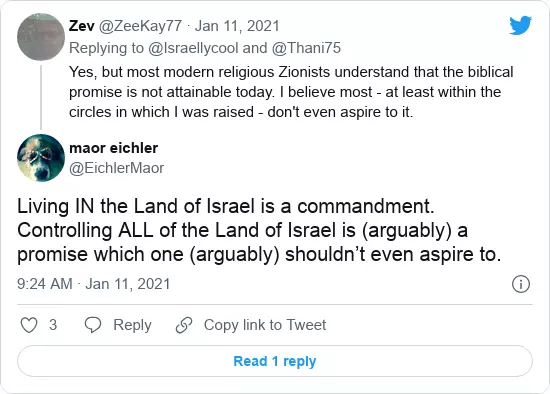 Zev @ZeeKay77 · Jan 11, 2021
Replying to @Israellycool and @Thani75
Yes, but most modern religious Zionists understand that the biblical
promise is not attainable today. I believe most - at least within the
circles in which I was raised - don't even aspire to it.
maor eichler
@EichlerMaor
Living IN the Land of Israel is a commandment.
Controlling ALL of the Land of Israel is (arguably) a
promise which one (arguably) shouldn’t even aspire to.
9:24 AM · Jan 11, 2021
3 Reply Copy link to Tweet
Read 1 reply